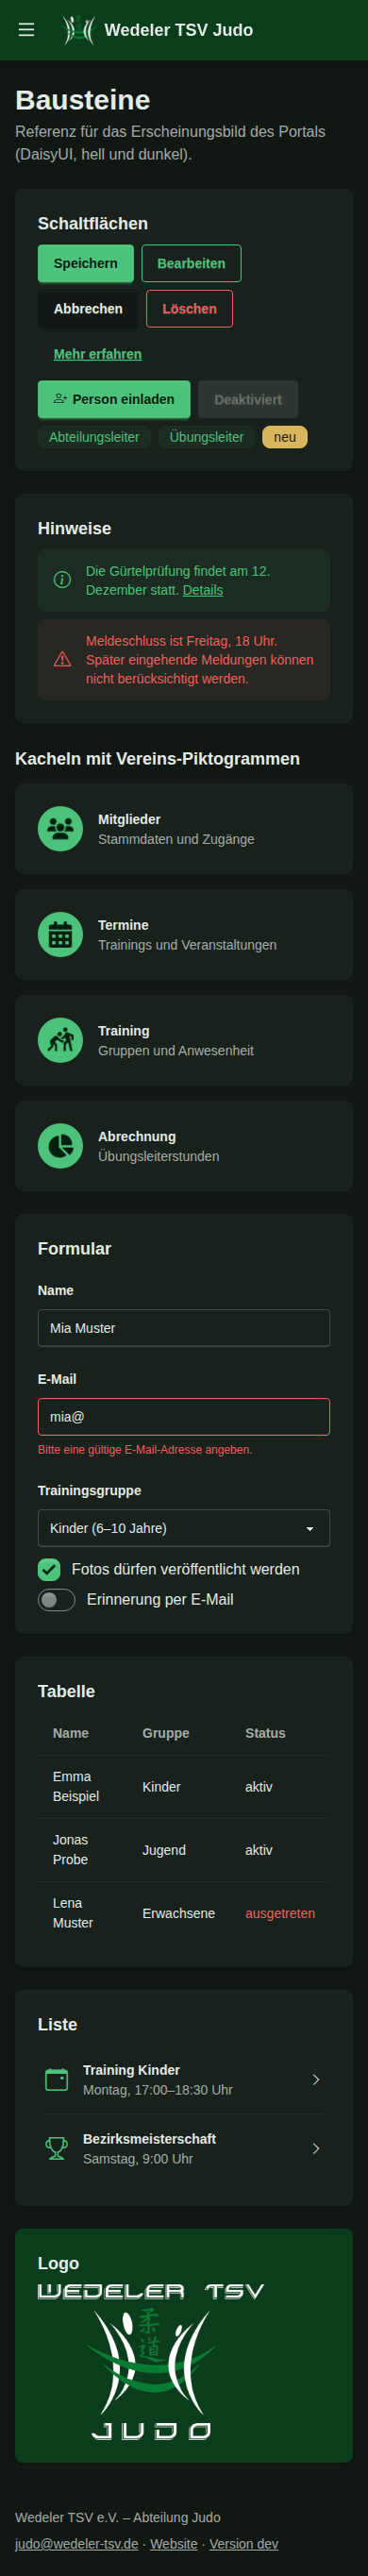 Wedeler TSV Judo
Bausteine
Referenz für das Erscheinungsbild des Portals
(DaisyUI, hell und dunkel).
Schaltflächen
Speichern
Bearbeiten
Abbrechen
Löschen
Mehr erfahren
Person einladen
Deaktiviert
Abteilungsleiter
Übungsleiter
neu
Hinweise
Die Gürtelprüfung findet am 12.
Dezember statt. Details
Meldeschluss ist Freitag, 18 Uhr.
Später eingehende Meldungen können
nicht berücksichtigt werden.
Kacheln mit Vereins-Piktogrammen
Mitglieder
Stammdaten und Zugänge
Termine
Trainings und Veranstaltungen
Training
Gruppen und Anwesenheit
Abrechnung
Übungsleiterstunden
Formular
Name
Mia Muster
E-Mail
mia@
Bitte eine gültige E-Mail-Adresse angeben.
Trainingsgruppe
Kinder (6–10 Jahre)
Fotos dürfen veröffentlicht werden
Erinnerung per E-Mail
Tabelle
Name Gruppe Status
Emma
Beispiel
Kinder
aktiv
Jonas
Probe
Jugend
aktiv
Lena
Muster
Erwachsene
ausgetreten
Liste
Training Kinder
Montag, 17:00–18:30 Uhr
Bezirksmeisterschaft
Samstag, 9:00 Uhr
Logo
WEDELER TSV
柔
道
JUDO
Wedeler TSV e.V. – Abteilung Judo
judo@wedeler-tsv.de · Website · Version dev